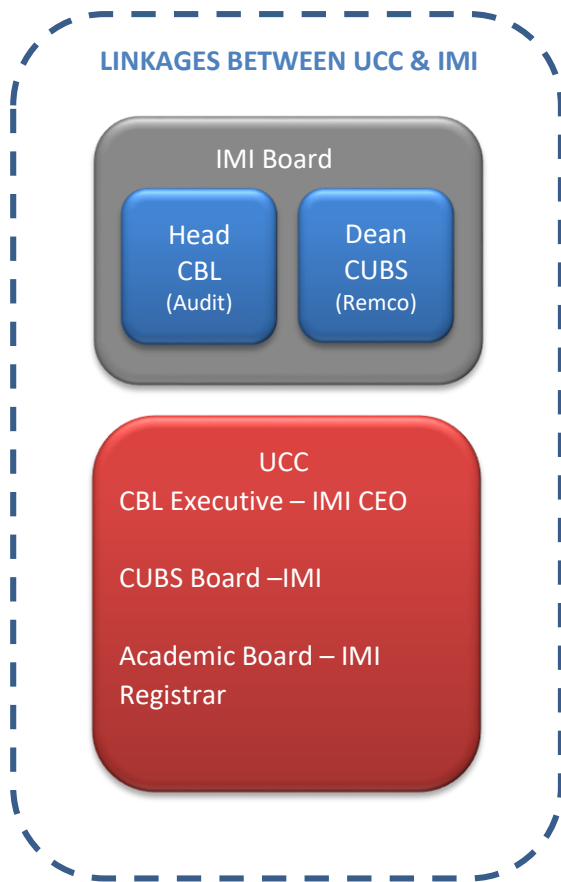 LINKAGES BETWEEN UCC & IMI
IMI Board
Head
CBL
(Audit)
Dean
CUBS
(Remco)
UCC
CBL Executive – IMI CEO
CUBS Board –IMI
Academic Board – IMI
Registrar